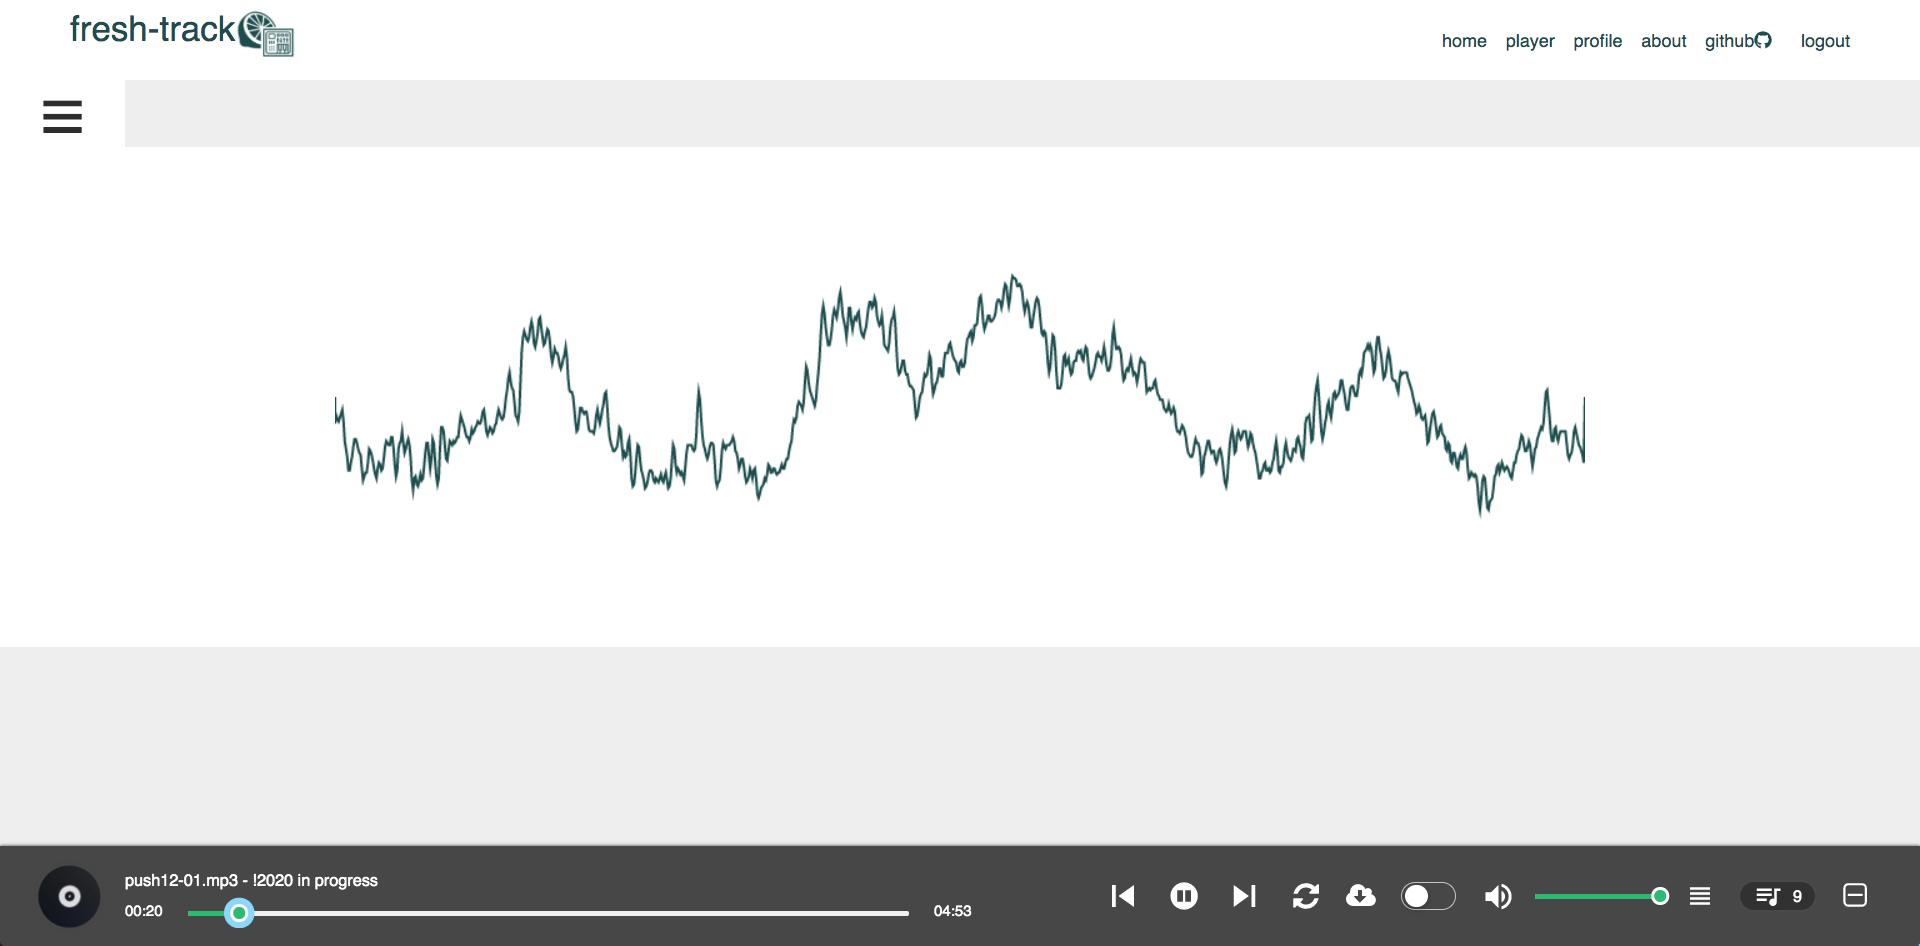 fresh-track
home player profile about github logout
push12-01.mp3 - !2020 in progress
00:20 04:53
9